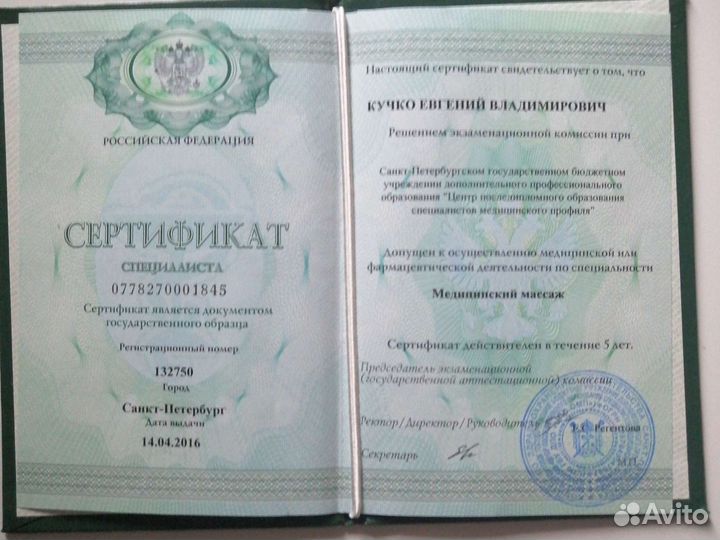 РОССИЙСКАЯ ФЕДЕРАЦИЯ
СЕРТИФИКАТ
СПЕЦИАЛИСТА
0778270001845
Сертификат является документом
государственного образца
Регистрационный номер
132750
Город
Санкт-Петербург
Дата выдачи
14.04.2016
Настоящий сертификат свидетельствует о том, что
КУЧКО ЕВГЕНИЙ ВЛАДИМИРОВИЧ
Решением экзаменационной комиссии при
Санкт-Петербургском государственном бюджетном
учреждении дополнительного профессионального
образования "Центр последипломного образования
специалистов медицинского профиля"
Допущен к осуществлению медицинской или
фармацевтической деятельности по специальности
Медицинский массаж
Сертификат действителен в течение 5 лет.
Председатель экзаменационной
(государственной аттестационной) комиссии
Ректор/Директор/Руководитель
Регентова
Секретарь
М.П.
Avito